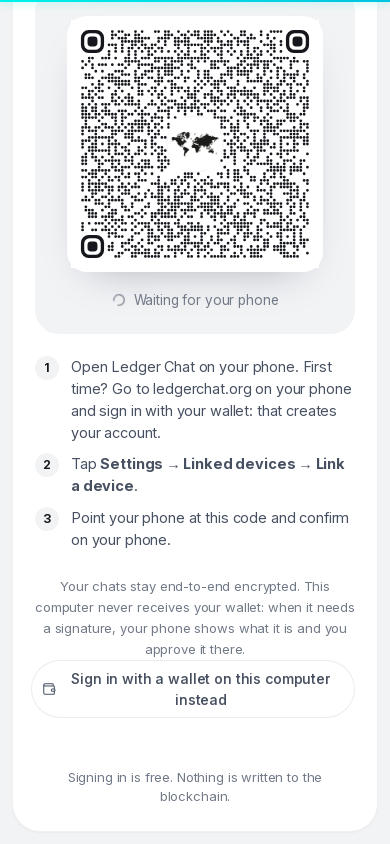 Waiting for your phone
1 Open Ledger Chat on your phone. First
time? Go to ledgerchat.org on your phone
and sign in with your wallet: that creates
your account.
2 Tap Settings → Linked devices → Link
a device.
3 Point your phone at this code and confirm
on your phone.
Your chats stay end-to-end encrypted. This
computer never receives your wallet: when it needs
a signature, your phone shows what it is and you
approve it there.
Sign in with a wallet on this computer
instead
Signing in is free. Nothing is written to the
blockchain.